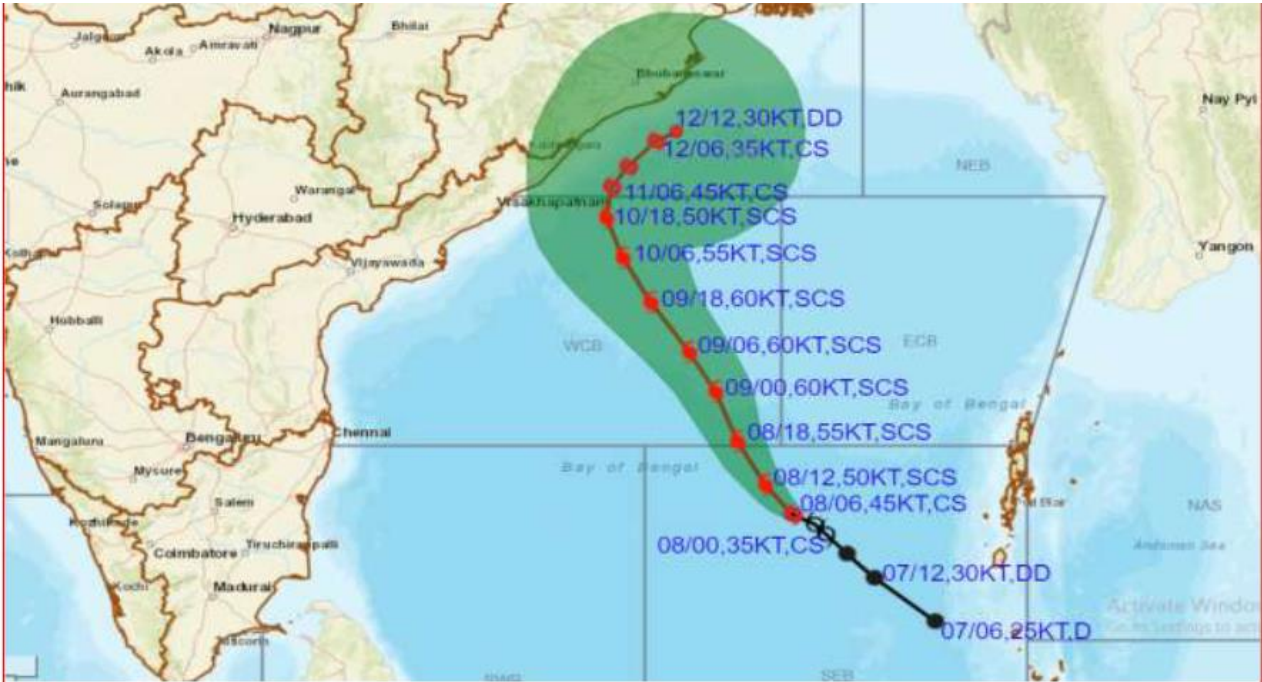 Jalgaon
Akola
Amravati
Nagpur
Bhilai
Aurangabad
Nay Pyi
Bhubaneswar
12/12,30KT,DD
12/06,35KT,CS
NEB
Warangal
11/06,45KT,CS
Solapur
Visakhapatnam
Hyderabad
10/18,50KT,SCS
Yangon
Vijayawada
10/06,55KT,SCS
09/18,60KT,SCS
Hubballi
WCB
09/06,60KT,SCS
ECB
09/00,60KT,SCS
Bay of Bengal
Mangaluru
Bengaluru
Chennai
08/18,55KT,SCS
Mysuru
Bay of Bengal
08/12,50KT,SCS
Salem
08/06,45KT,CS
NAS
Kozhikode
Coimbatore
Tiruchirappalli
08/00,35KT,CS
Andaman Sea
Kochi
Madurai
07/12,30KT,DD
Activate Window
07/06,25KT,D
SEB